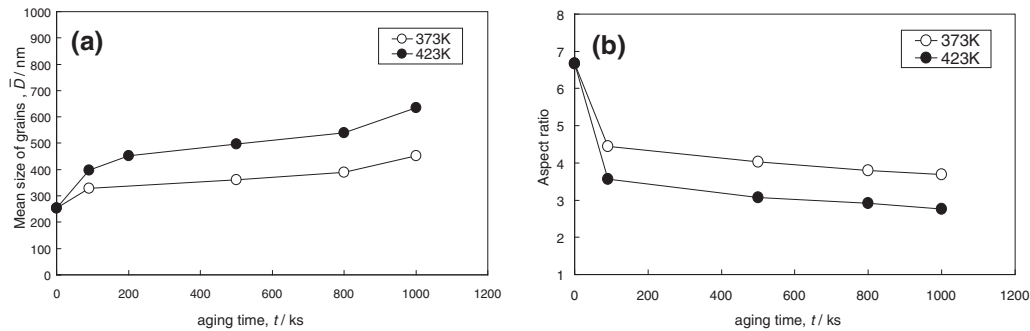 (a)
373K
423K
Mean size of grains , D̅ / nm
1000
900
800
700
600
500
400
300
200
100
0
0 200 400 600 800 1000 1200
aging time, t / ks
(b)
373K
423K
Aspect ratio
8
7
6
5
4
3
2
1
0 200 400 600 800 1000 1200
aging time, t / ks